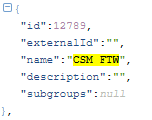 {
"id":12789,
"externalId":"",
"name":"CSM FTW",
"description":"",
"subgroups":null
},